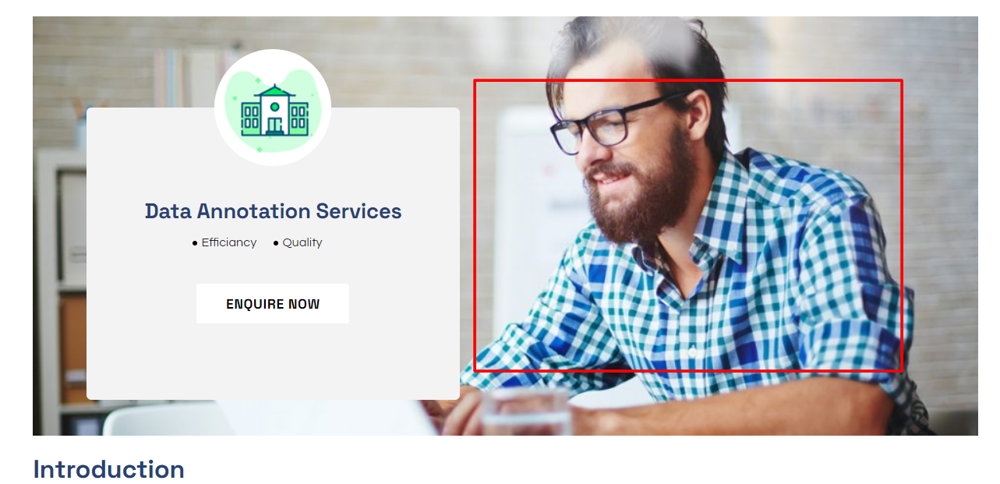 Data Annotation Services
• Efficiancy • Quality
ENQUIRE NOW
Introduction